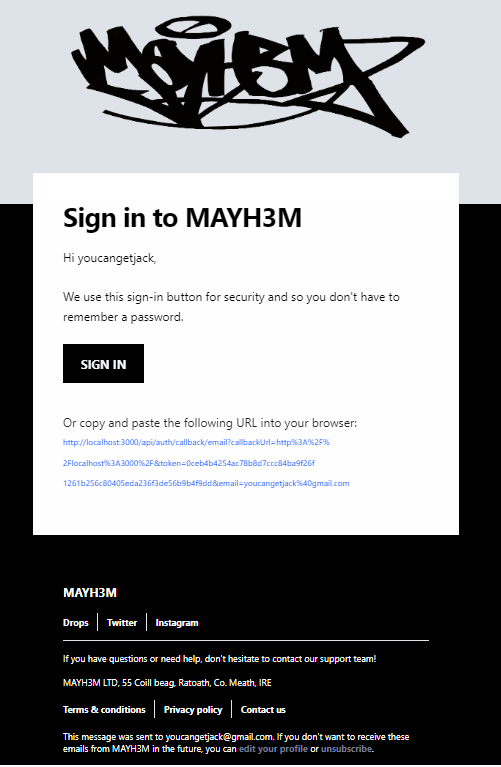 MAYH3M
Sign in to MAYH3M
Hi youcangetjack,
We use this sign-in button for security and so you don't have to
remember a password.
SIGN IN
Or copy and paste the following URL into your browser:
http://localhost:3000/api/auth/callback/email?callbackUrl=http%3A%2F%
2Flocalhost%3A3000%2F&token=0ceb4b4254ac78b8d7ccc84ba9f26f
1261b256c80405eda236f3de56b9b4f9dd&email=youcangetjack%40gmail.com
MAYH3M
Drops Twitter Instagram
If you have questions or need help, don't hesitate to contact our support team!
MAYH3M LTD, 55 Coill beag, Ratoath, Co. Meath, IRE
Terms & conditions Privacy policy Contact us
This message was sent to youcangetjack@gmail.com. If you don't want to receive these
emails from MAYH3M in the future, you can edit your profile or unsubscribe.